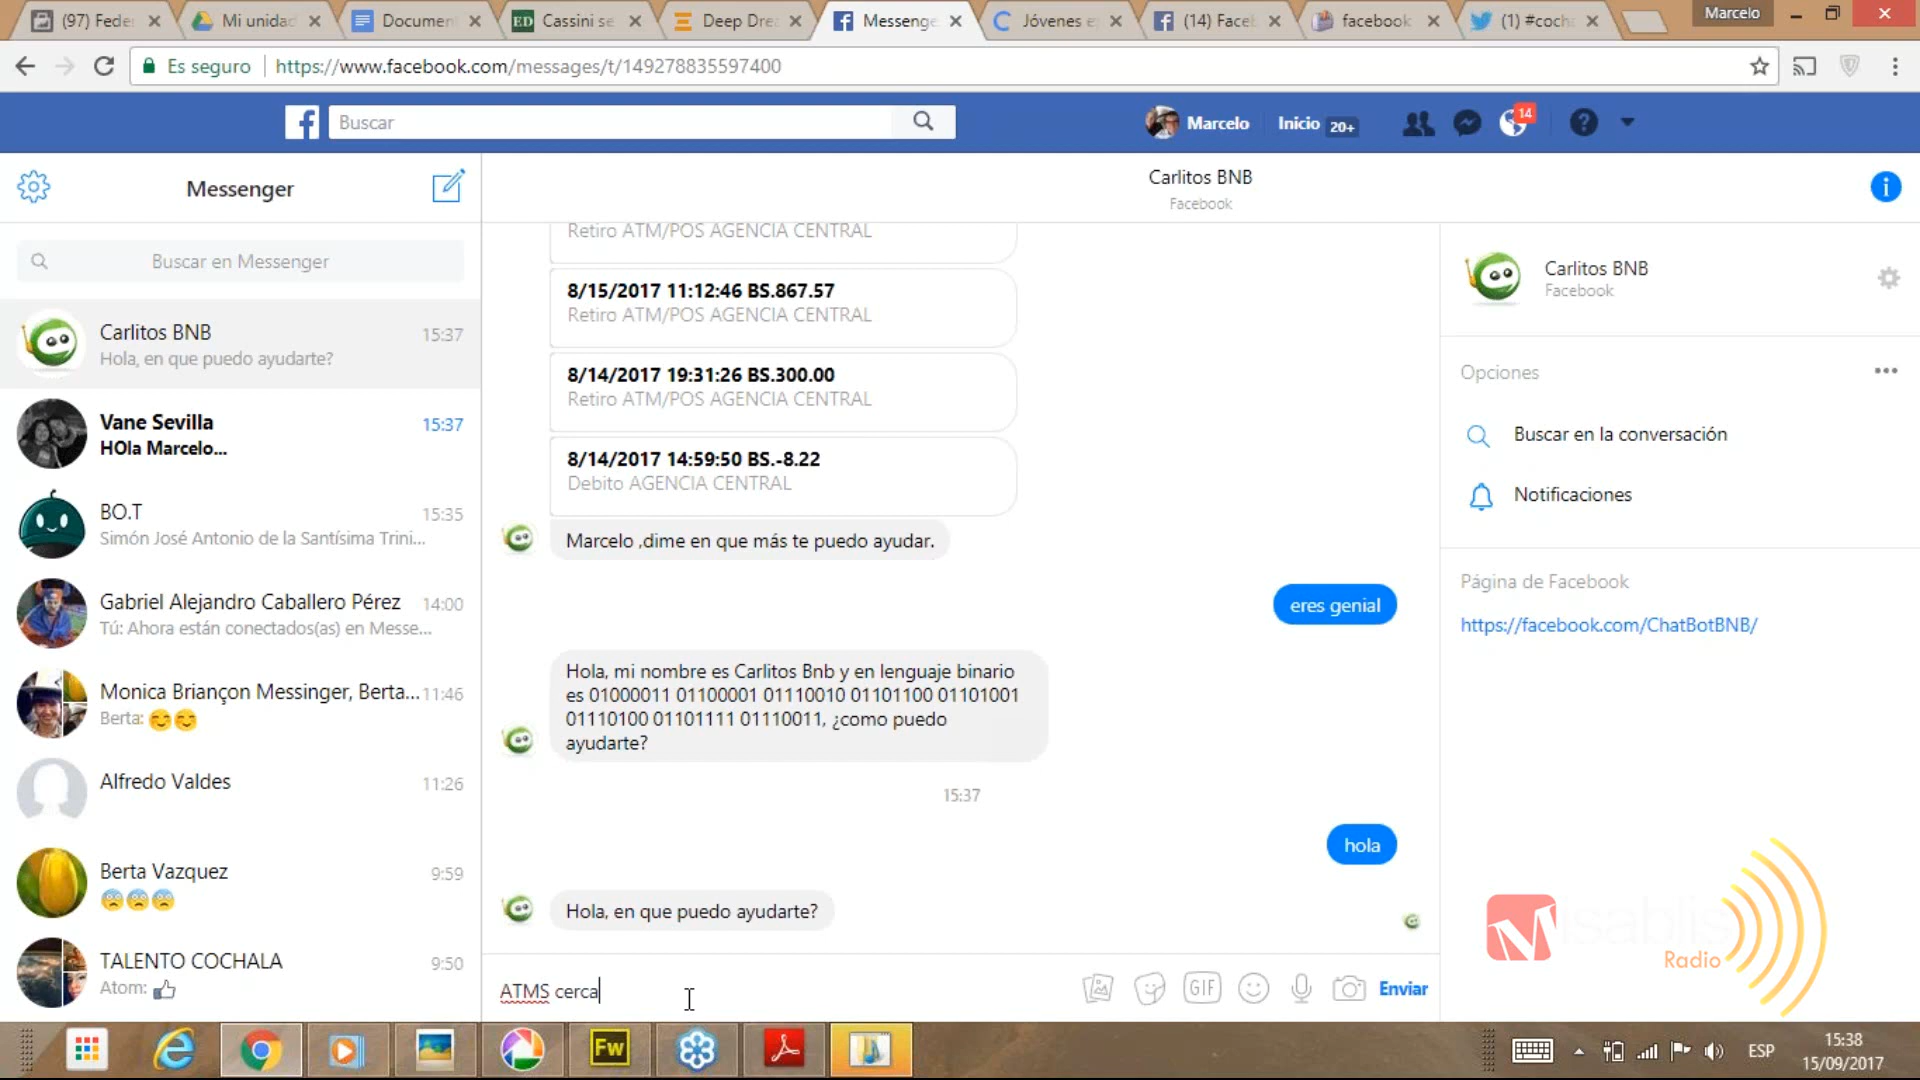 (97) Feder
Mi unidad
Documen
ED Cassini se
Deep Drea
Messenge
Jóvenes e
(14) Faceb
facebook
(1) #coch
Marcelo
Es seguro
https://www.facebook.com/messages/t/149278835597400
Buscar
Marcelo
Inicio 20+
14
Messenger
Carlitos BNB
Facebook
Buscar en Messenger
Carlitos BNB 15:37
Hola, en que puedo ayudarte?
Vane Sevilla 15:37
HOla Marcelo...
BO.T 15:35
Simón José Antonio de la Santísima Trini...
Gabriel Alejandro Caballero Pérez 14:00
Tú: Ahora están conectados(as) en Messe...
Monica Briançon Messinger, Berta... 11:46
Berta:
Alfredo Valdes 11:26
Berta Vazquez 9:59
TALENTO COCHALA 9:50
Atom:
Retiro ATM/POS AGENCIA CENTRAL
8/15/2017 11:12:46 BS.867.57
Retiro ATM/POS AGENCIA CENTRAL
8/14/2017 19:31:26 BS.300.00
Retiro ATM/POS AGENCIA CENTRAL
8/14/2017 14:59:50 BS.-8.22
Debito AGENCIA CENTRAL
Marcelo ,dime en que más te puedo ayudar.
eres genial
Hola, mi nombre es Carlitos Bnb y en lenguaje binario
es 01000011 01100001 01110010 01101100 01101001
01110100 01101111 01110011, ¿como puedo
ayudarte?
15:37
hola
Hola, en que puedo ayudarte?
ATMS cerca
GIF
Enviar
Carlitos BNB
Facebook
Opciones
Buscar en la conversación
Notificaciones
Página de Facebook
https://facebook.com/ChatBotBNB/
Misablis
Radio
Fw
ESP
15:38
15/09/2017